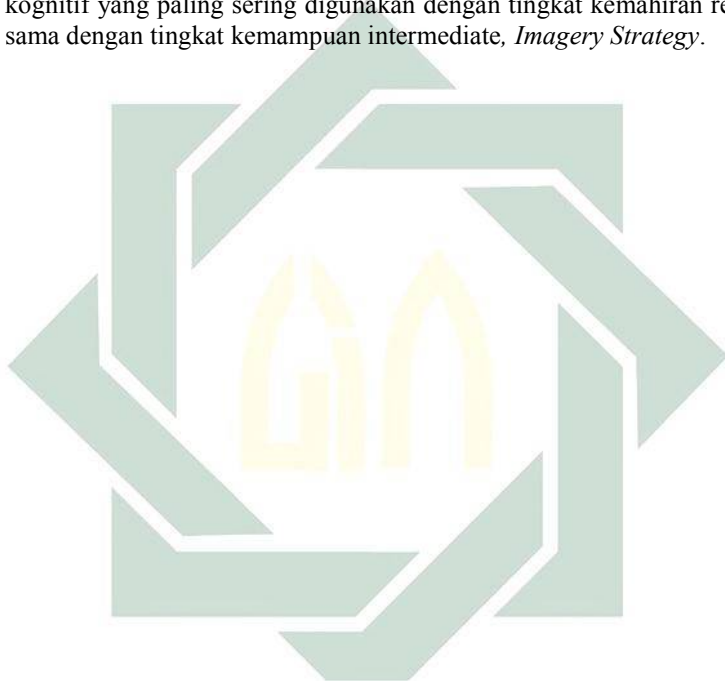 kognitif yang paling sering digunakan dengan tingkat kemahiran
sama dengan tingkat kemampuan intermediate, Imagery Strategy.